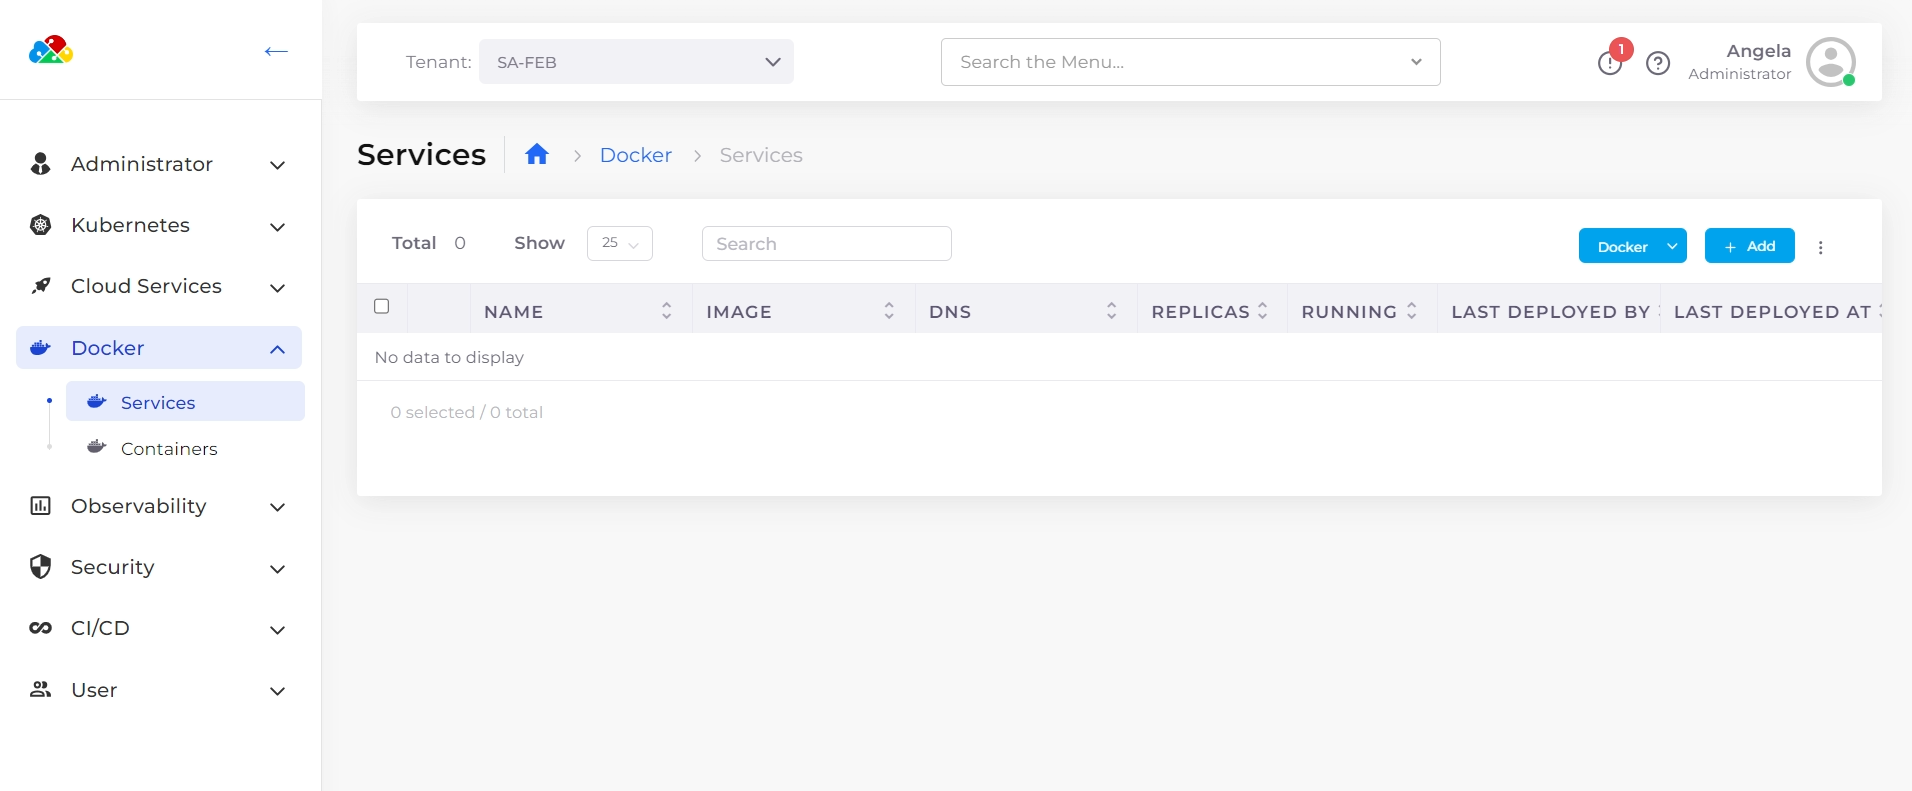 Tenant: SA-FEB
Search the Menu...
1
Angela
Administrator
Administrator
Kubernetes
Cloud Services
Docker
Services
Containers
Observability
Security
CI/CD
User
Services
Docker
Services
Total 0 Show 25 Search
Docker
+ Add
NAME IMAGE DNS REPLICAS RUNNING LAST DEPLOYED BY LAST DEPLOYED AT
No data to display
0 selected / 0 total